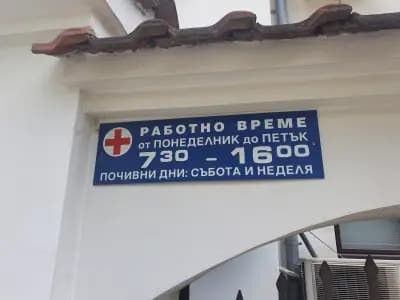 РАБОТНО ВРЕМЕ
от ПОНЕДЕЛНИК до ПЕТЪК
7³⁰ - 16⁰⁰
ПОЧИВНИ ДНИ: СЪБОТА И НЕДЕЛЯ